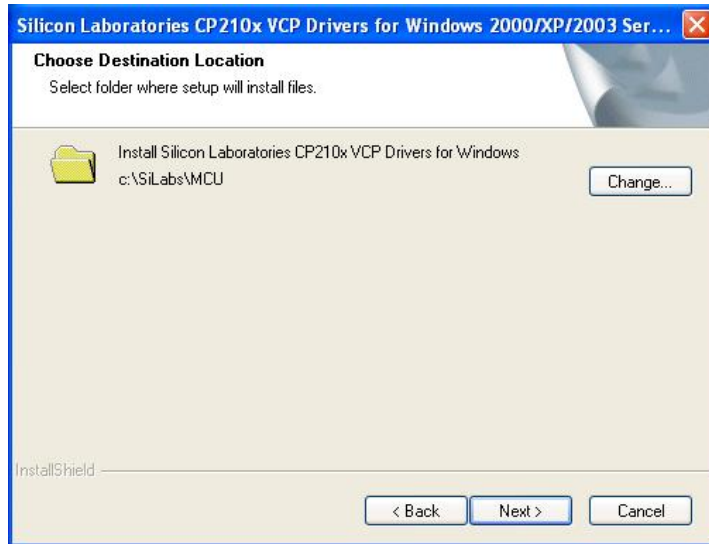 Silicon Laboratories CP210x VCP Drivers for Windows 2000/XP/2003 Ser...
Choose Destination Location
Select folder where setup will install files.
Install Silicon Laboratories CP210x VCP Drivers for Windows
c:\SiLabs\MCU
Change...
InstallShield
< Back
Next >
Cancel